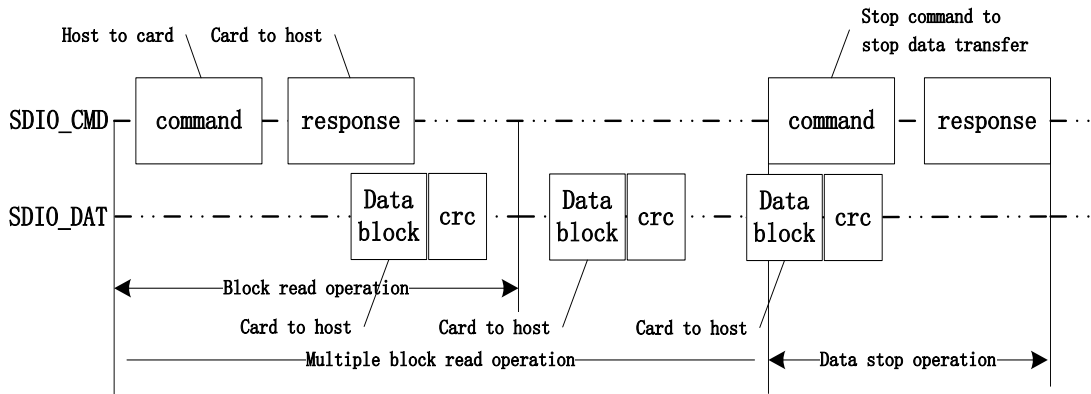 Stop command to
stop data transfer
Host to card
Card to host
SDIO_CMD
command
response
command
response
SDIO_DAT
Data
block
crc
Data
block
crc
Data
block
crc
Block read operation
Card to host
Card to host
Card to host
Multiple block read operation
Data stop operation